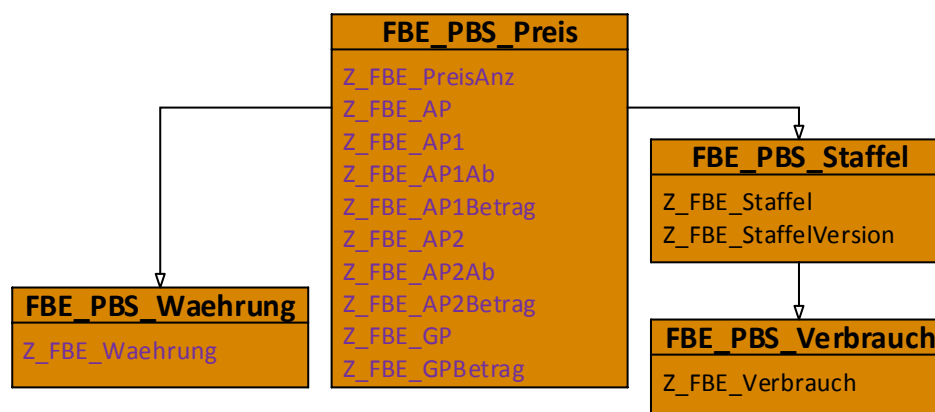 FBE_PBS_Preis
Z_FBE_PreisAnz
Z_FBE_AP
Z_FBE_AP1
Z_FBE_AP1Ab
Z_FBE_AP1Betrag
Z_FBE_AP2
Z_FBE_AP2Ab
Z_FBE_AP2Betrag
Z_FBE_GP
Z_FBE_GPBetrag
FBE_PBS_Staffel
Z_FBE_Staffel
Z_FBE_StaffelVersion
FBE_PBS_Waehrung
Z_FBE_Waehrung
FBE_PBS_Verbrauch
Z_FBE_Verbrauch